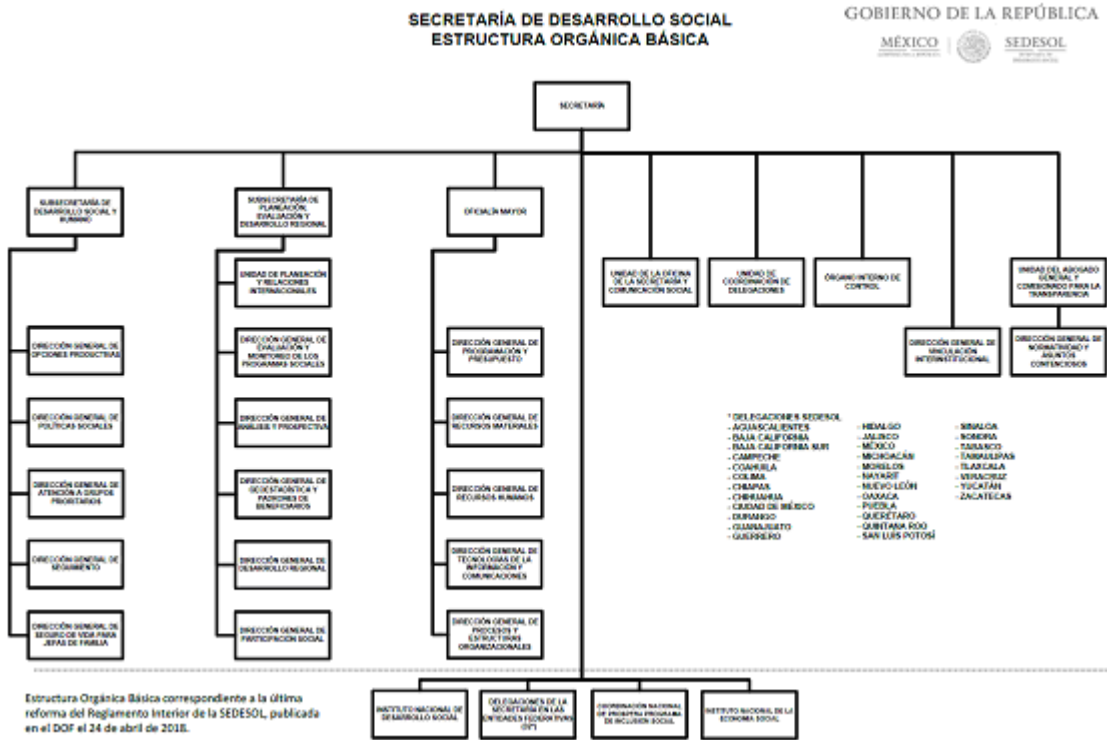 SECRETARÍA DE DESARROLLO SOCIAL
ESTRUCTURA ORGÁNICA BÁSICA
GOBIERNO DE LA REPÚBLICA
MÉXICO
SEDESOL
SECRETARÍA
SUBSECRETARÍA DE
DESARROLLO SOCIAL Y
HUMANO
SUBSECRETARÍA DE
PLANEACIÓN,
EVALUACIÓN Y
DESARROLLO REGIONAL
OFICIALÍA MAYOR
UNIDAD DE PLANEACIÓN
Y RELACIONES
INTERNACIONALES
UNIDAD DE LA OFICINA
DE LA SECRETARÍA Y
COMUNICACIÓN SOCIAL
UNIDAD DE
COORDINACIÓN DE
DELEGACIONES
ÓRGANO INTERNO DE
CONTROL
UNIDAD DEL ABOGADO
GENERAL Y
COMISIONADO PARA LA
TRANSPARENCIA
DIRECCIÓN GENERAL DE
VINCULACIÓN
INTERINSTITUCIONAL
DIRECCIÓN GENERAL DE
NORMATIVIDAD Y
ASUNTOS
CONTENCIOSOS
DIRECCIÓN GENERAL DE
OPCIONES PRODUCTIVAS
DIRECCIÓN GENERAL DE
EVALUACIÓN Y
MONITOREO DE LOS
PROGRAMAS SOCIALES
DIRECCIÓN GENERAL DE
PROGRAMACIÓN Y
PRESUPUESTO
DIRECCIÓN GENERAL DE
POLÍTICAS SOCIALES
DIRECCIÓN GENERAL DE
ANÁLISIS Y PROSPECTIVA
DIRECCIÓN GENERAL DE
RECURSOS MATERIALES
DIRECCIÓN GENERAL DE
ATENCIÓN A GRUPOS
PRIORITARIOS
DIRECCIÓN GENERAL DE
GEOESTADÍSTICA Y
PADRONES DE
BENEFICIARIOS
DIRECCIÓN GENERAL DE
RECURSOS HUMANOS
DIRECCIÓN GENERAL DE
SEGUIMIENTO
DIRECCIÓN GENERAL DE
DESARROLLO REGIONAL
DIRECCIÓN GENERAL DE
TECNOLOGÍAS DE LA
INFORMACIÓN Y
COMUNICACIONES
DIRECCIÓN GENERAL DE
SEGURO DE VIDA PARA
JEFAS DE FAMILIA
DIRECCIÓN GENERAL DE
PARTICIPACIÓN SOCIAL
DIRECCIÓN GENERAL DE
PROCESOS Y
ESTRUCTURAS
ORGANIZACIONALES
* DELEGACIONES SEDESOL
- AGUASCALIENTES
- BAJA CALIFORNIA
- BAJA CALIFORNIA SUR
- CAMPECHE
- COAHUILA
- COLIMA
- CHIAPAS
- CHIHUAHUA
- CIUDAD DE MÉXICO
- DURANGO
- GUANAJUATO
- GUERRERO
- HIDALGO
- JALISCO
- MÉXICO
- MICHOACÁN
- MORELOS
- NAYARIT
- NUEVO LEÓN
- OAXACA
- PUEBLA
- QUERÉTARO
- QUINTANA ROO
- SAN LUIS POTOSÍ
- SINALOA
- SONORA
- TABASCO
- TAMAULIPAS
- TLAXCALA
- VERACRUZ
- YUCATÁN
- ZACATECAS
Estructura Orgánica Básica correspondiente a la última
reforma del Reglamento Interior de la SEDESOL, publicada
en el DOF el 24 de abril de 2018.
INSTITUTO NACIONAL DE
DESARROLLO SOCIAL
DELEGACIONES DE LA
SECRETARÍA EN LAS
ENTIDADES FEDERATIVAS
COORDINACIÓN NACIONAL
DE PROSPERA PROGRAMA
DE INCLUSIÓN SOCIAL
INSTITUTO NACIONAL DE LA
ECONOMÍA SOCIAL